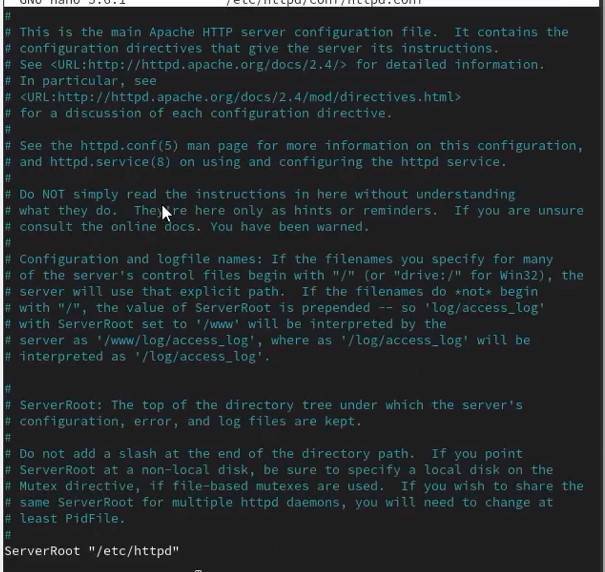 GNU nano 5.6.1 /etc/httpd/conf/httpd.conf
#
# This is the main Apache HTTP server configuration file.  It contains the
# configuration directives that give the server its instructions.
# See <URL:http://httpd.apache.org/docs/2.4/> for detailed information.
# In particular, see
# <URL:http://httpd.apache.org/docs/2.4/mod/directives.html>
# for a discussion of each configuration directive.
#
# See the httpd.conf(5) man page for more information on this configuration,
# and httpd.service(8) on using and configuring the httpd service.
#
# Do NOT simply read the instructions in here without understanding
# what they do.  They're here only as hints or reminders.  If you are unsure
# consult the online docs. You have been warned.
#
# Configuration and logfile names: If the filenames you specify for many
# of the server's control files begin with "/" (or "drive:/" for Win32), the
# server will use that explicit path.  If the filenames do *not* begin
# with "/", the value of ServerRoot is prepended -- so 'log/access_log'
# with ServerRoot set to '/www' will be interpreted by the
# server as '/www/log/access_log', where as '/log/access_log' will be
# interpreted as '/log/access_log'.
#
# ServerRoot: The top of the directory tree under which the server's
# configuration, error, and log files are kept.
#
# Do not add a slash at the end of the directory path.  If you point
# ServerRoot at a non-local disk, be sure to specify a local disk on the
# Mutex directive, if file-based mutexes are used.  If you wish to share the
# same ServerRoot for multiple httpd daemons, you will need to change at
# least PidFile.
#
ServerRoot "/etc/httpd"